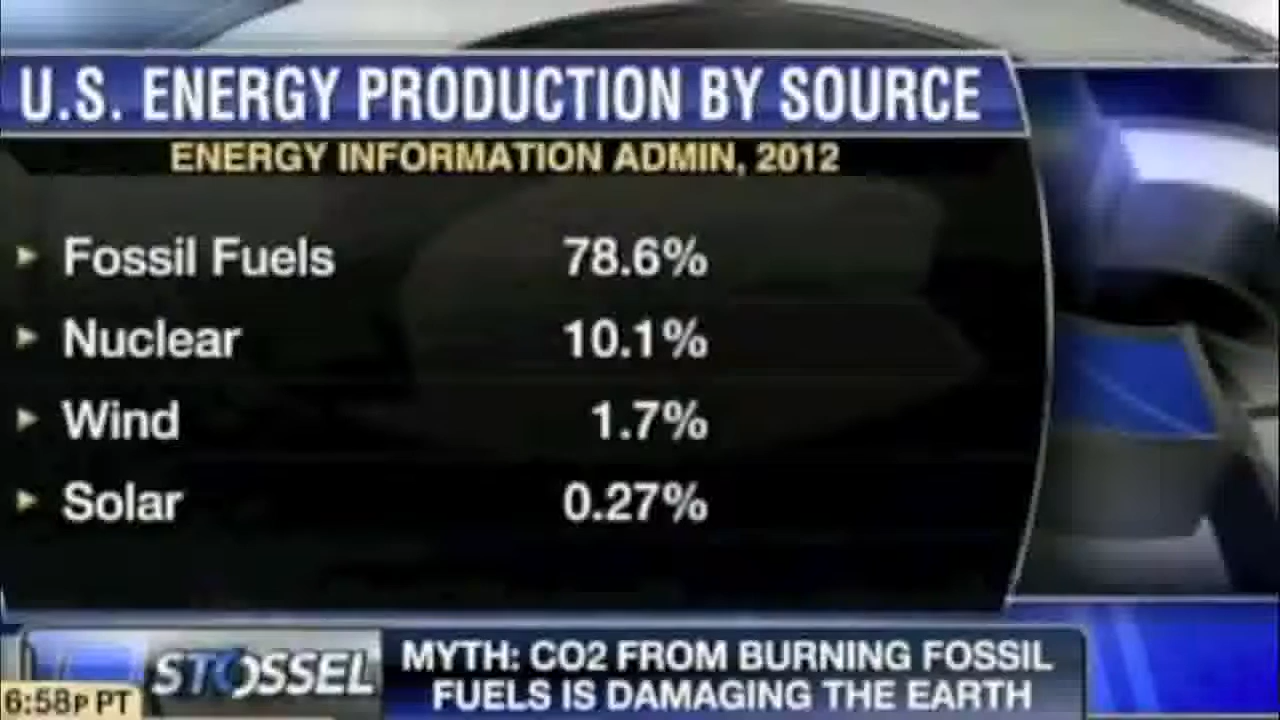 U.S. ENERGY PRODUCTION BY SOURCE
ENERGY INFORMATION ADMIN, 2012
Fossil Fuels 78.6%
Nuclear 10.1%
Wind 1.7%
Solar 0.27%
STOSSEL
MYTH: CO2 FROM BURNING FOSSIL
FUELS IS DAMAGING THE EARTH
6:58P PT